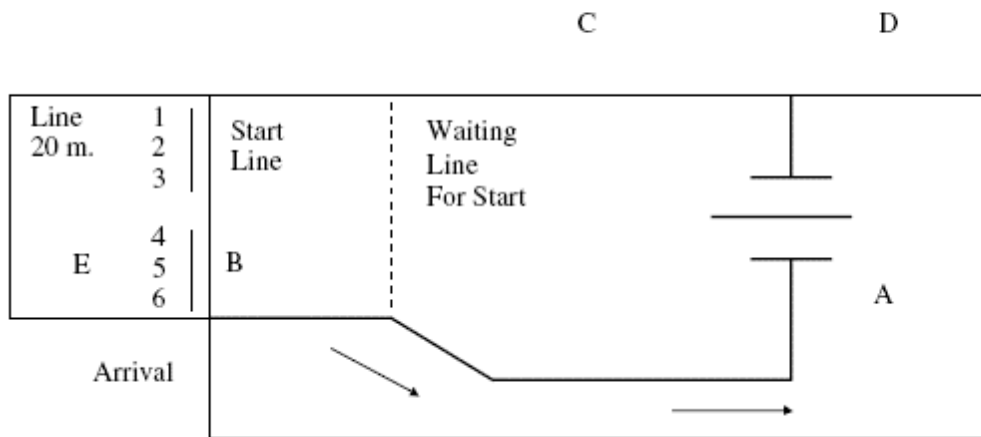 C
D
Line
20 m.
1
2
3
4
5
6
E
Start
Line
B
Waiting
Line
For Start
A
Arrival